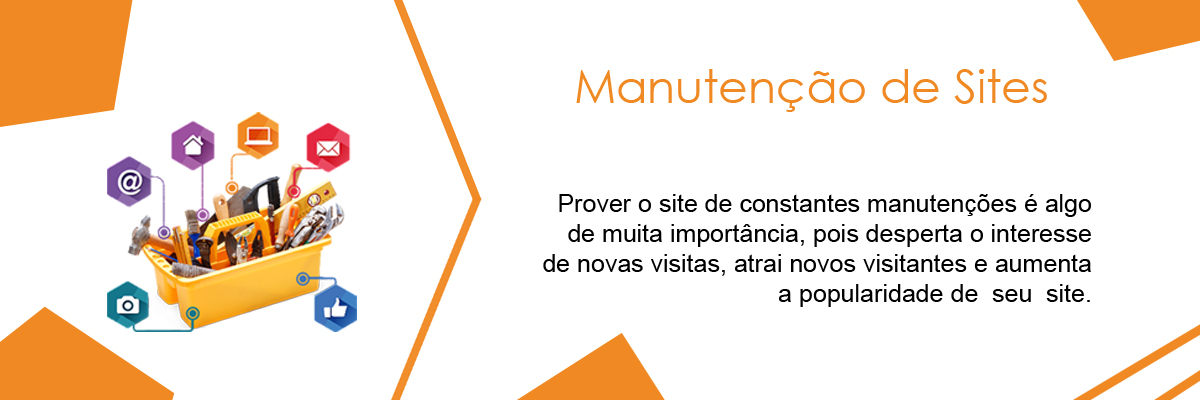 Manutenção de Sites
Prover o site de constantes manutenções é algo
de muita importância, pois desperta o interesse
de novas visitas, atrai novos visitantes e aumenta
a popularidade de  seu  site.